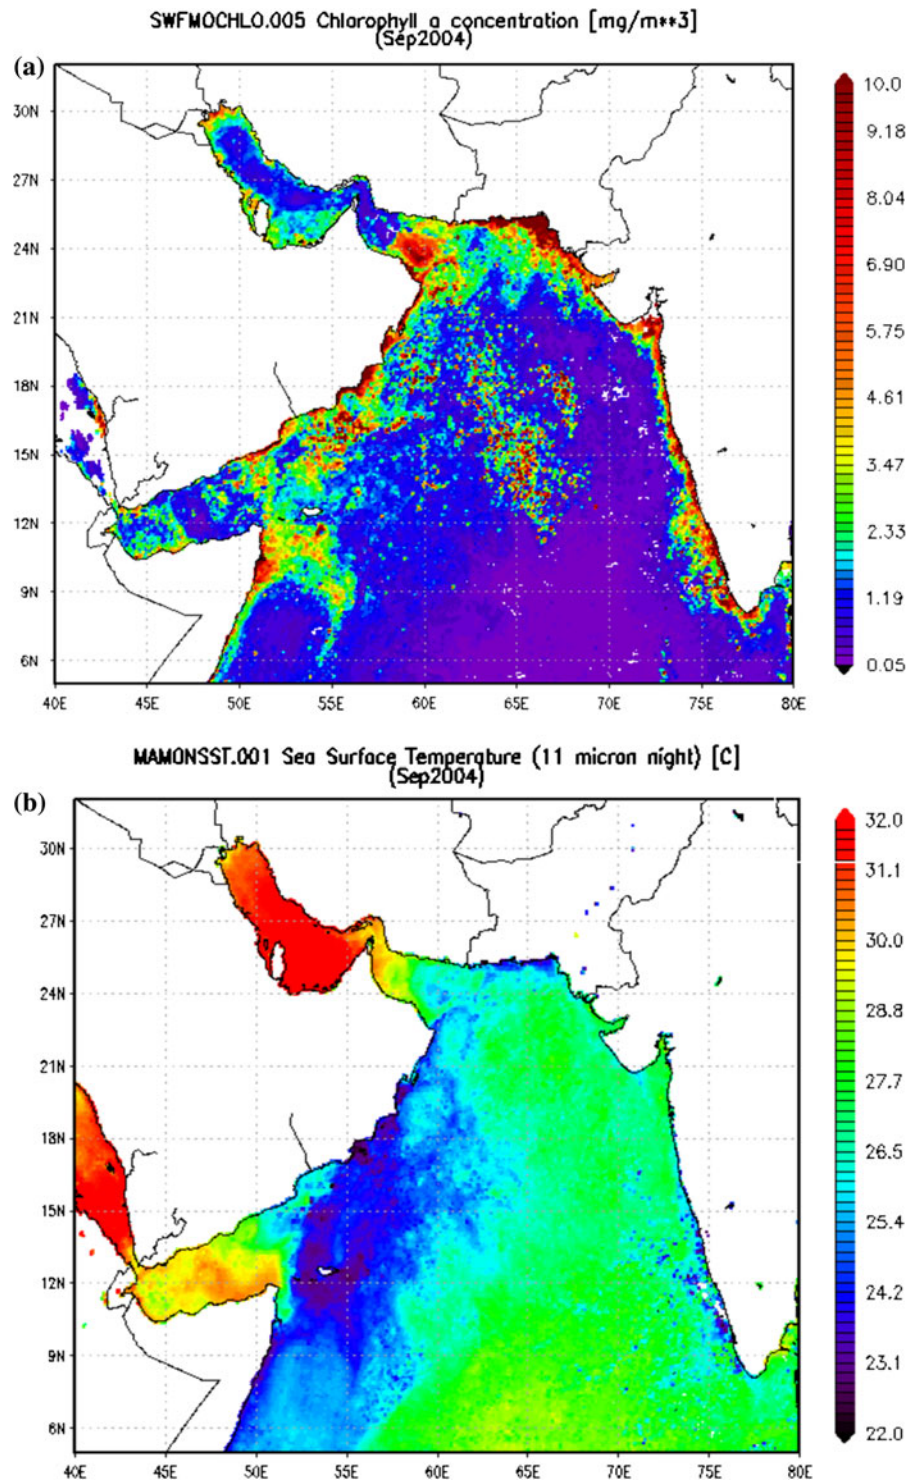 SWFMOCHLO.005 Chlorophyll a concentration [mg/m**3]
(Sep2004)
(a)
30N
27N
24N
21N
18N
15N
12N
9N
6N
40E 45E 50E 55E 60E 65E 70E 75E 80E
10.0
9.18
8.04
6.90
5.75
4.61
3.47
2.33
1.19
0.05
MAMONSST.001 Sea Surface Temperature (11 micron night) [C]
(Sep2004)
(b)
30N
27N
24N
21N
18N
15N
12N
9N
6N
40E 45E 50E 55E 60E 65E 70E 75E 80E
32.0
31.1
30.0
28.8
27.7
26.5
25.4
24.2
23.1
22.0